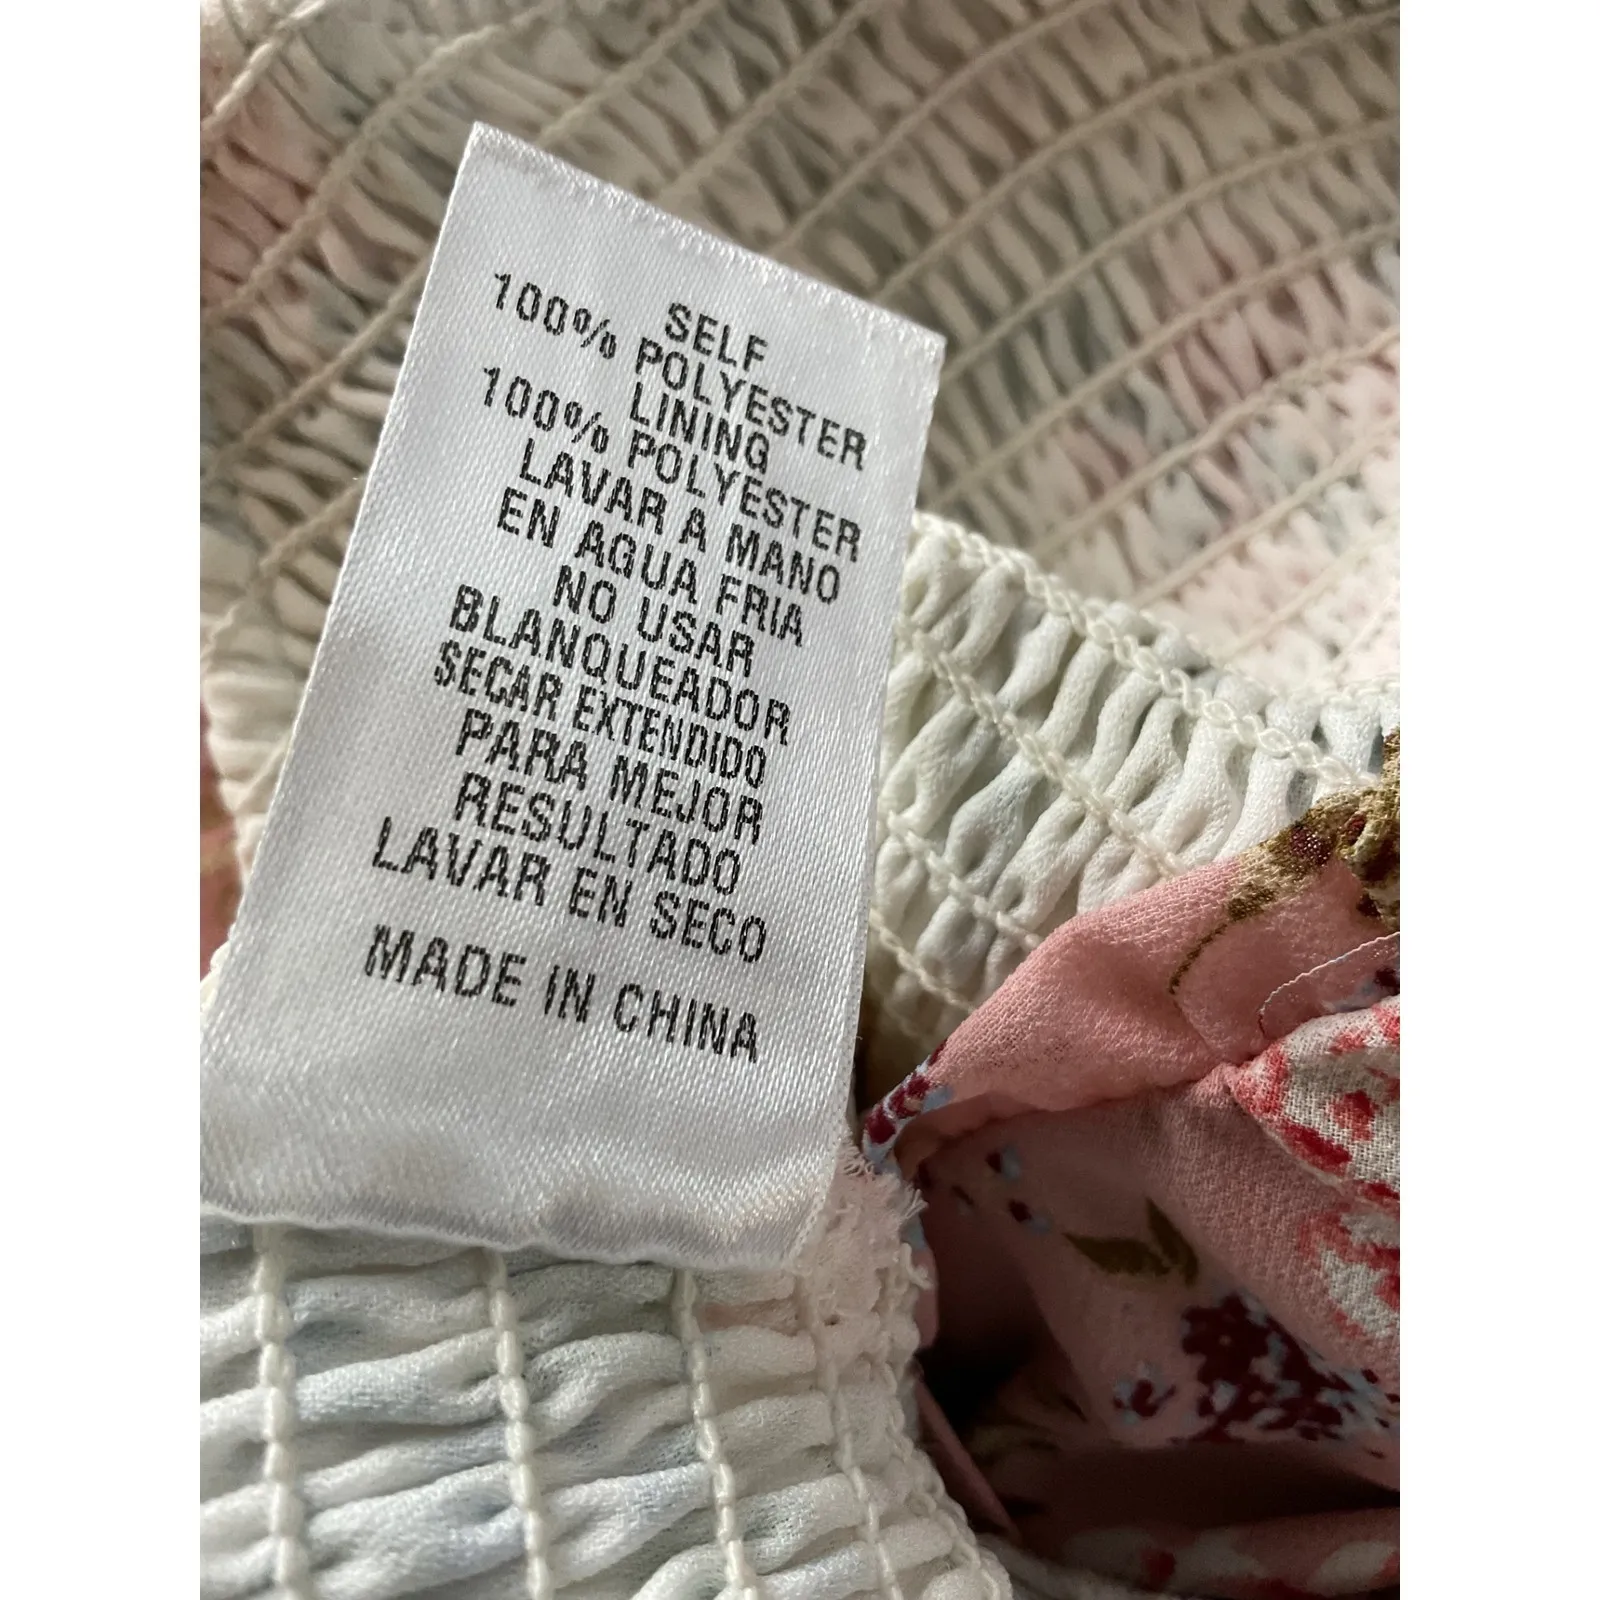 SELF
100% POLYESTER
LINING
100% POLYESTER
LAVAR A MANO
EN AGUA FRIA
NO USAR
BLANQUEADOR
SECAR EXTENDIDO
PARA MEJOR
RESULTADO
LAVAR EN SECO
MADE IN CHINA